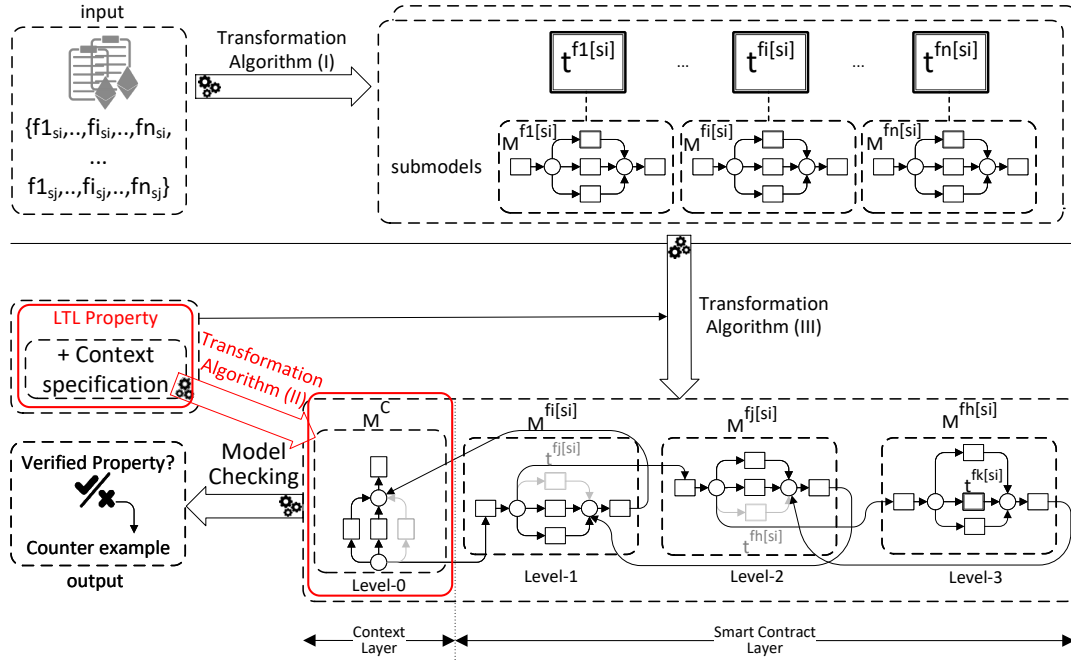 input
Transformation
Algorithm (I)
{f1si,..,fisi,..,fnsi,
...
f1sj,..,fisj,..,fnsj}
t^f1[si]
...
t^fi[si]
...
t^fn[si]
submodels
M^f1[si]
M^fi[si]
M^fn[si]
LTL Property
+ Context
specification
Transformation
Algorithm (II)
Transformation
Algorithm (III)
Model
Checking
Verified Property?
Counter example
output
M^C
Level-0
M^fi[si]
t^fj[si]
Level-1
M^fj[si]
t^fh[si]
Level-2
M^fh[si]
t^fk[si]
Level-3
Context
Layer
Smart Contract
Layer